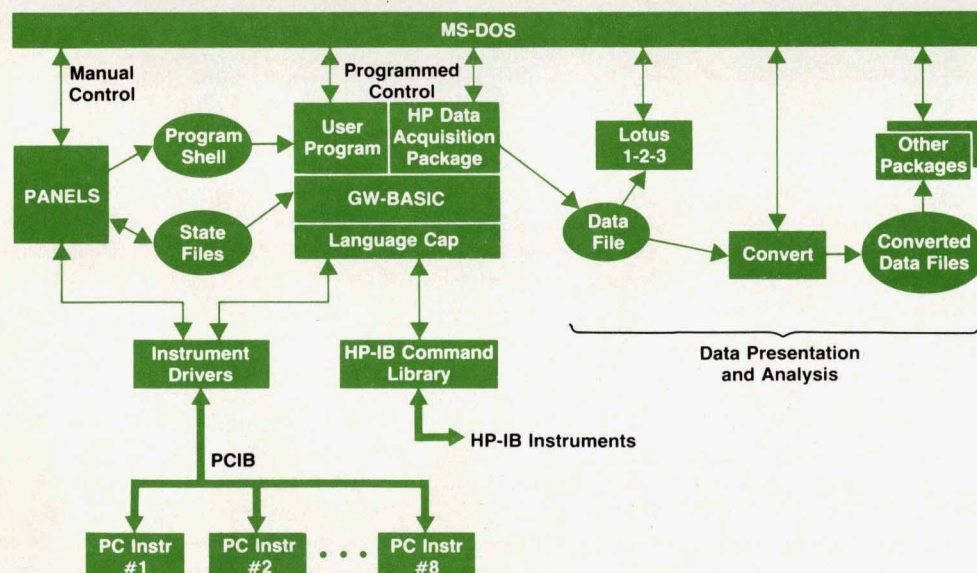 MS-DOS
Manual
Control
Programmed
Control
PANELS
Program
Shell
State
Files
User
Program
HP Data
Acquisition
Package
GW-BASIC
Language Cap
Lotus
1-2-3
Other
Packages
Data
File
Convert
Converted
Data Files
Instrument
Drivers
HP-IB Command
Library
Data Presentation
and Analysis
HP-IB Instruments
PCIB
PC Instr
#1
PC Instr
#2
• • • •
PC Instr
#8